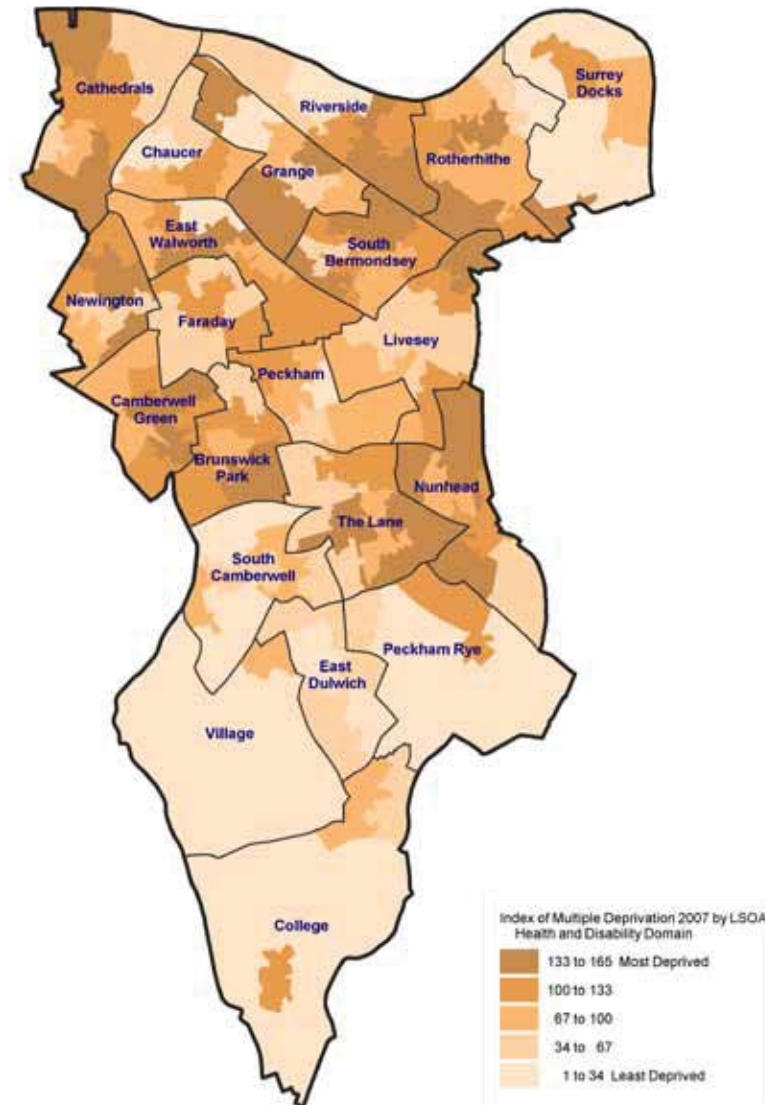 Surrey
Docks
Cathedrals
Riverside
Chaucer
Rotherhithe
Grange
East
Walworth
South
Bermondsey
Newington
Faraday
Livesey
Peckham
Camberwell
Green
Brunswick
Park
Nunhead
The Lane
South
Camberwell
Peckham Rye
East
Dulwich
Village
College
Index of Multiple Deprivation 2007 by LSOA
Health and Disability Domain
133 to 165 Most Deprived
100 to 133
67 to 100
34 to 67
1 to 34 Least Deprived